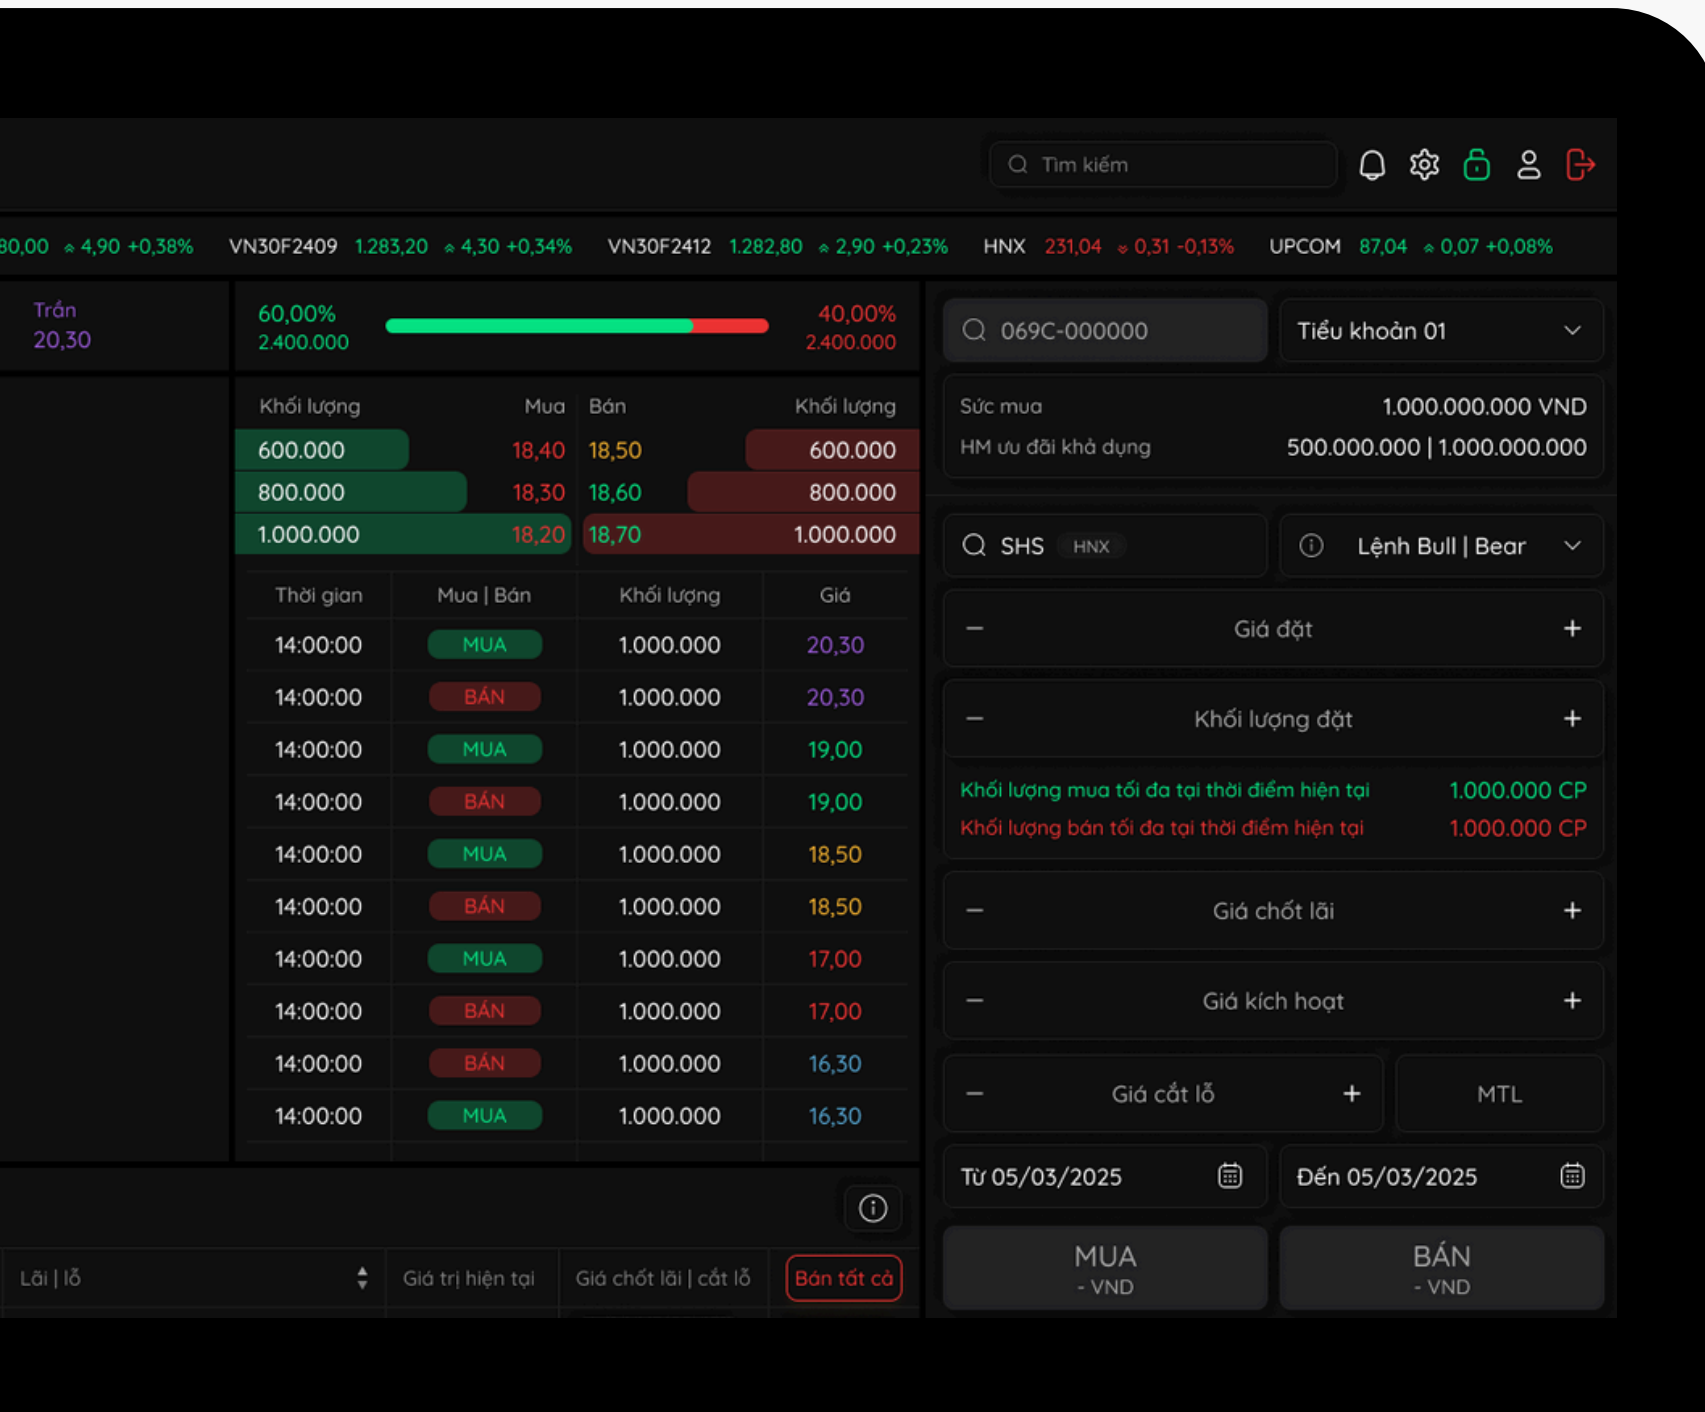 Tìm kiếm
80,00 4,90 +0,38% VN30F2409 1.283,20 4,30 +0,34% VN30F2412 1.282,80 2,90 +0,23% HNX 231,04 0,31 -0,13% UPCOM 87,04 0,07 +0,08%
Trần
20,30
60,00% 40,00%
2.400.000 2.400.000
Khối lượng Mua Bán Khối lượng
600.000 18,40 18,50 600.000
800.000 18,30 18,60 800.000
1.000.000 18,20 18,70 1.000.000
Thời gian Mua | Bán Khối lượng Giá
14:00:00 MUA 1.000.000 20,30
14:00:00 BÁN 1.000.000 20,30
14:00:00 MUA 1.000.000 19,00
14:00:00 BÁN 1.000.000 19,00
14:00:00 MUA 1.000.000 18,50
14:00:00 BÁN 1.000.000 18,50
14:00:00 MUA 1.000.000 17,00
14:00:00 BÁN 1.000.000 17,00
14:00:00 BÁN 1.000.000 16,30
14:00:00 MUA 1.000.000 16,30
Lãi | lỗ Giá trị hiện tại Giá chốt lãi | cắt lỗ Bán tất cả
069C-000000 Tiểu khoản 01
Sức mua 1.000.000.000 VND
HM ưu đãi khả dụng 500.000.000 | 1.000.000.000
SHS HNX Lệnh Bull | Bear
− Giá đặt +
− Khối lượng đặt +
Khối lượng mua tối đa tại thời điểm hiện tại 1.000.000 CP
Khối lượng bán tối đa tại thời điểm hiện tại 1.000.000 CP
− Giá chốt lãi +
− Giá kích hoạt +
− Giá cắt lỗ + MTL
Từ 05/03/2025 Đến 05/03/2025
MUA BÁN
- VND - VND